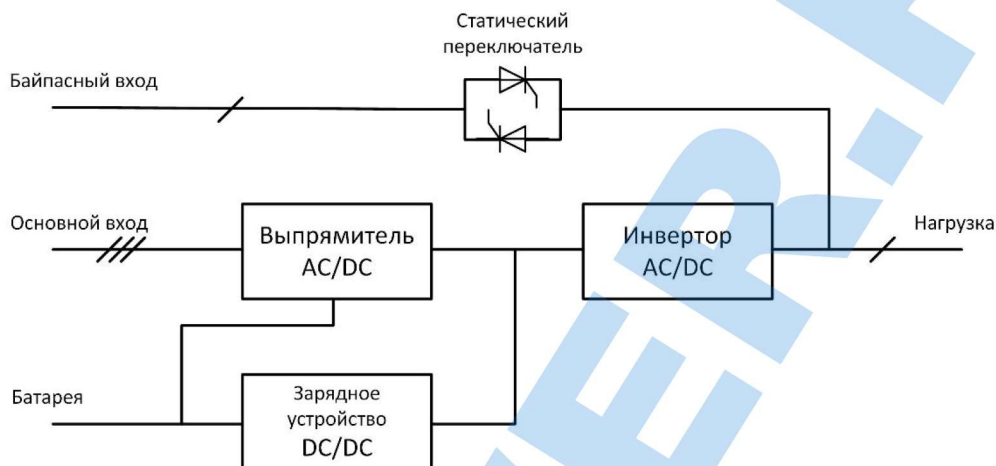 Статический
переключатель
Байпасный вход
Основной вход
Выпрямитель
AC/DC
Инвертор
AC/DC
Нагрузка
Батарея
Зарядное
устройство
DC/DC